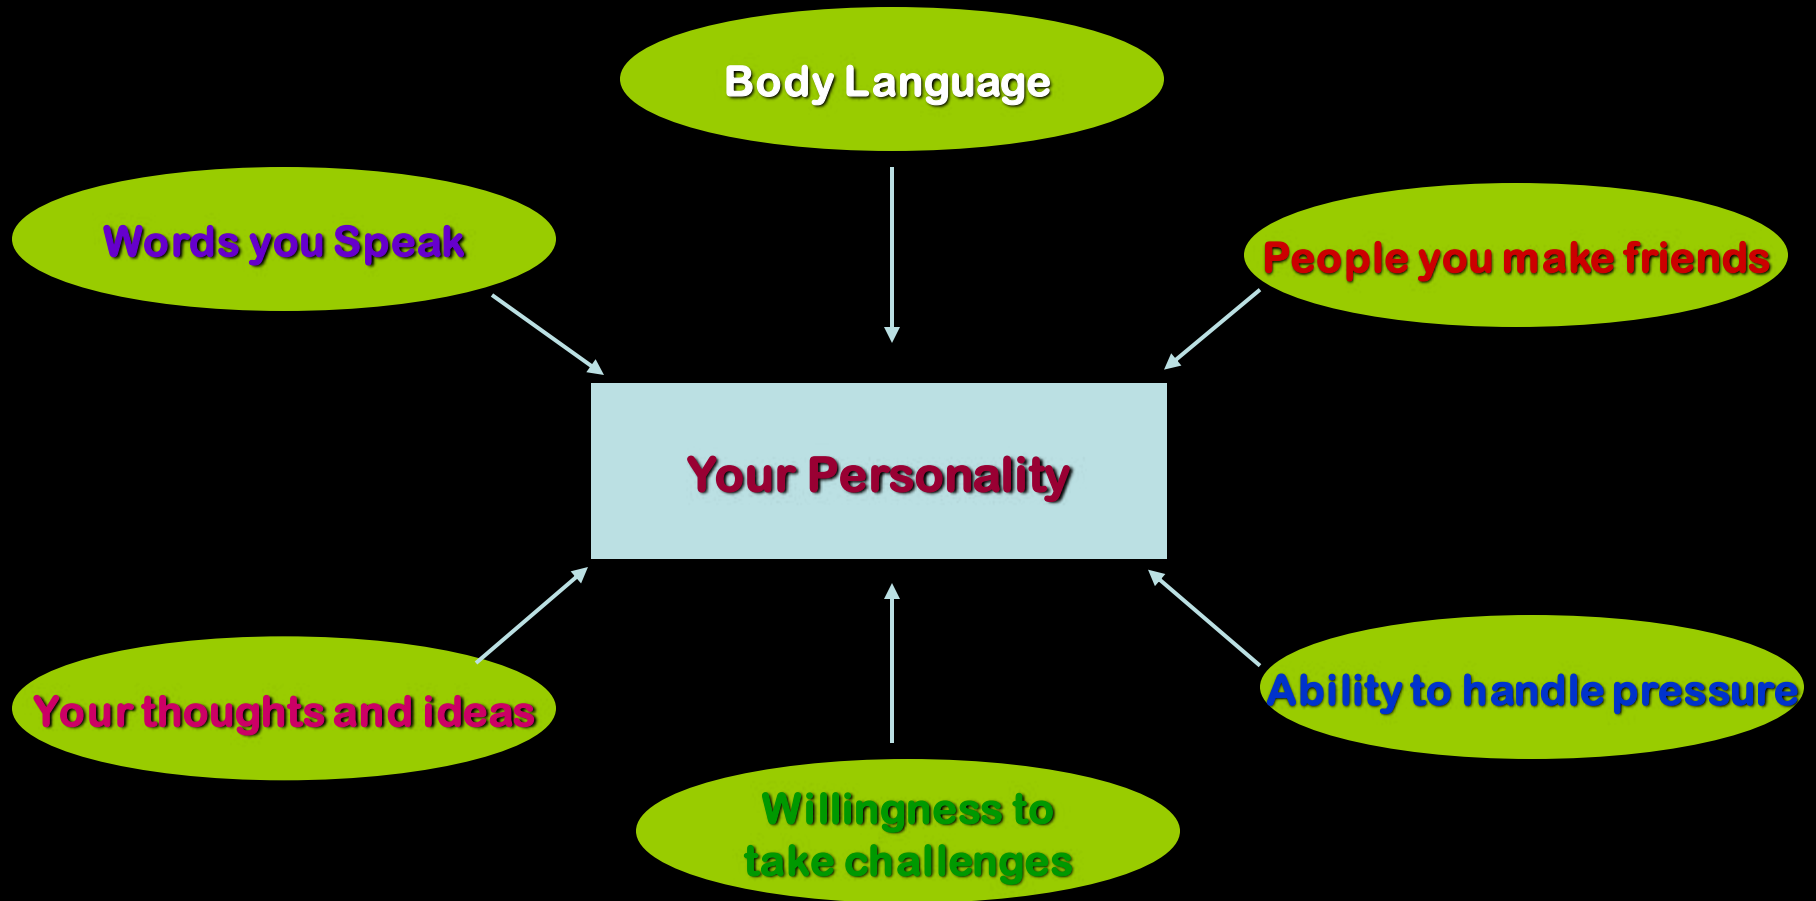 Body Language
Words you Speak
People you make friends
Your Personality
Your thoughts and ideas
Ability to handle pressure
Willingness to
take challenges